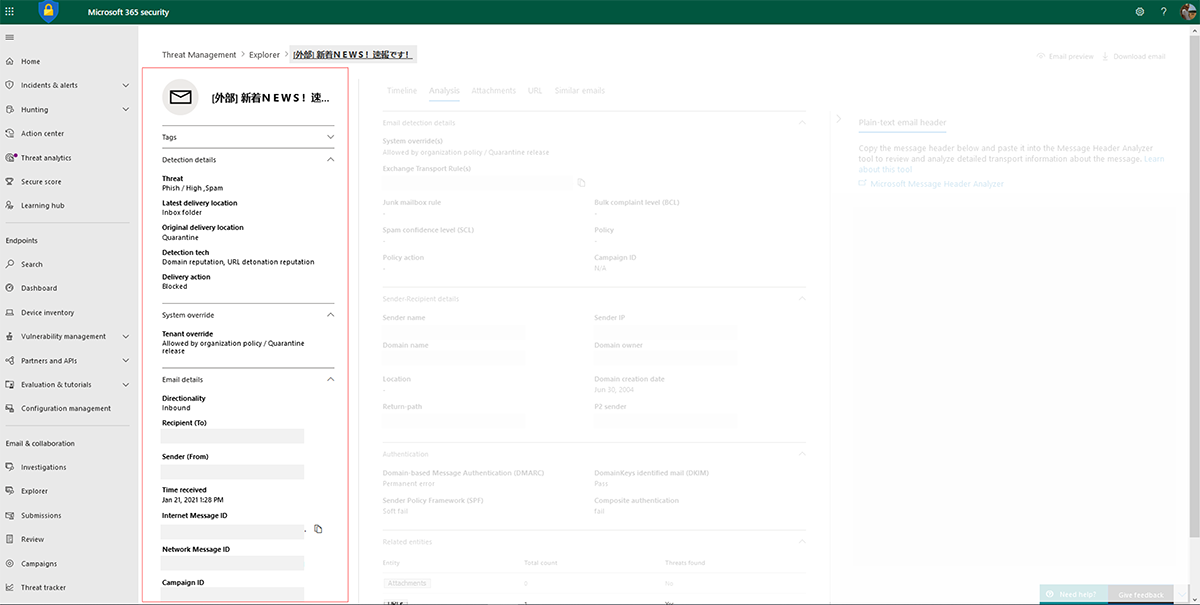 Microsoft 365 security
?
Threat Management > Explorer > [外部] 新着NEWS! 速報です!
Email preview
Download email
Home
Incidents & alerts
Hunting
Action center
Threat analytics
Secure score
Learning hub
Endpoints
Search
Dashboard
Device inventory
Vulnerability management
Partners and APIs
Evaluation & tutorials
Configuration management
Email & collaboration
Investigations
Explorer
Submissions
Review
Campaigns
Threat tracker
[外部] 新着NEWS! 速...
Tags
Detection details
Threat
Phish / High ,Spam
Latest delivery location
Inbox folder
Original delivery location
Quarantine
Detection tech
Domain reputation, URL detonation reputation
Delivery action
Blocked
System override
Tenant override
Allowed by organization policy / Quarantine
release
Email details
Directionality
Inbound
Recipient (To)
Sender (From)
Time received
Jan 21, 2021 1:28 PM
Internet Message ID
Network Message ID
Campaign ID
Timeline Analysis Attachments URL Similar emails
Email detection details
System override(s)
Allowed by organization policy / Quarantine release
Exchange Transport Rule(s)
Junk mailbox rule
-
Bulk complaint level (BCL)
-
Spam confidence level (SCL)
-
Policy
-
Policy action
-
Campaign ID
N/A
Sender-Recipient details
Sender name
Sender IP
Domain name
Domain owner
Location
-
Domain creation date
Jun 30, 2004
Return-path
P2 sender
Authentication
Domain-based Message Authentication (DMARC)
Permanent error
DomainKeys identified mail (DKIM)
Pass
Sender Policy Framework (SPF)
Soft fail
Composite authentication
fail
Related entities
Entity Total count Threats found
Attachments 0 No
URLs 1 Yes
Plain-text email header
Copy the message header below and paste it into the Message Header Analyzer
tool to review and analyze detailed transport information about the message. Learn
about this tool
Microsoft Message Header Analyzer
Need help?
Give feedback